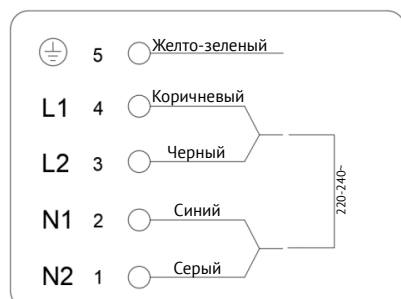 5 Желто-зеленый
L1 4 Коричневый
L2 3 Черный
N1 2 Синий
N2 1 Серый
220-240~